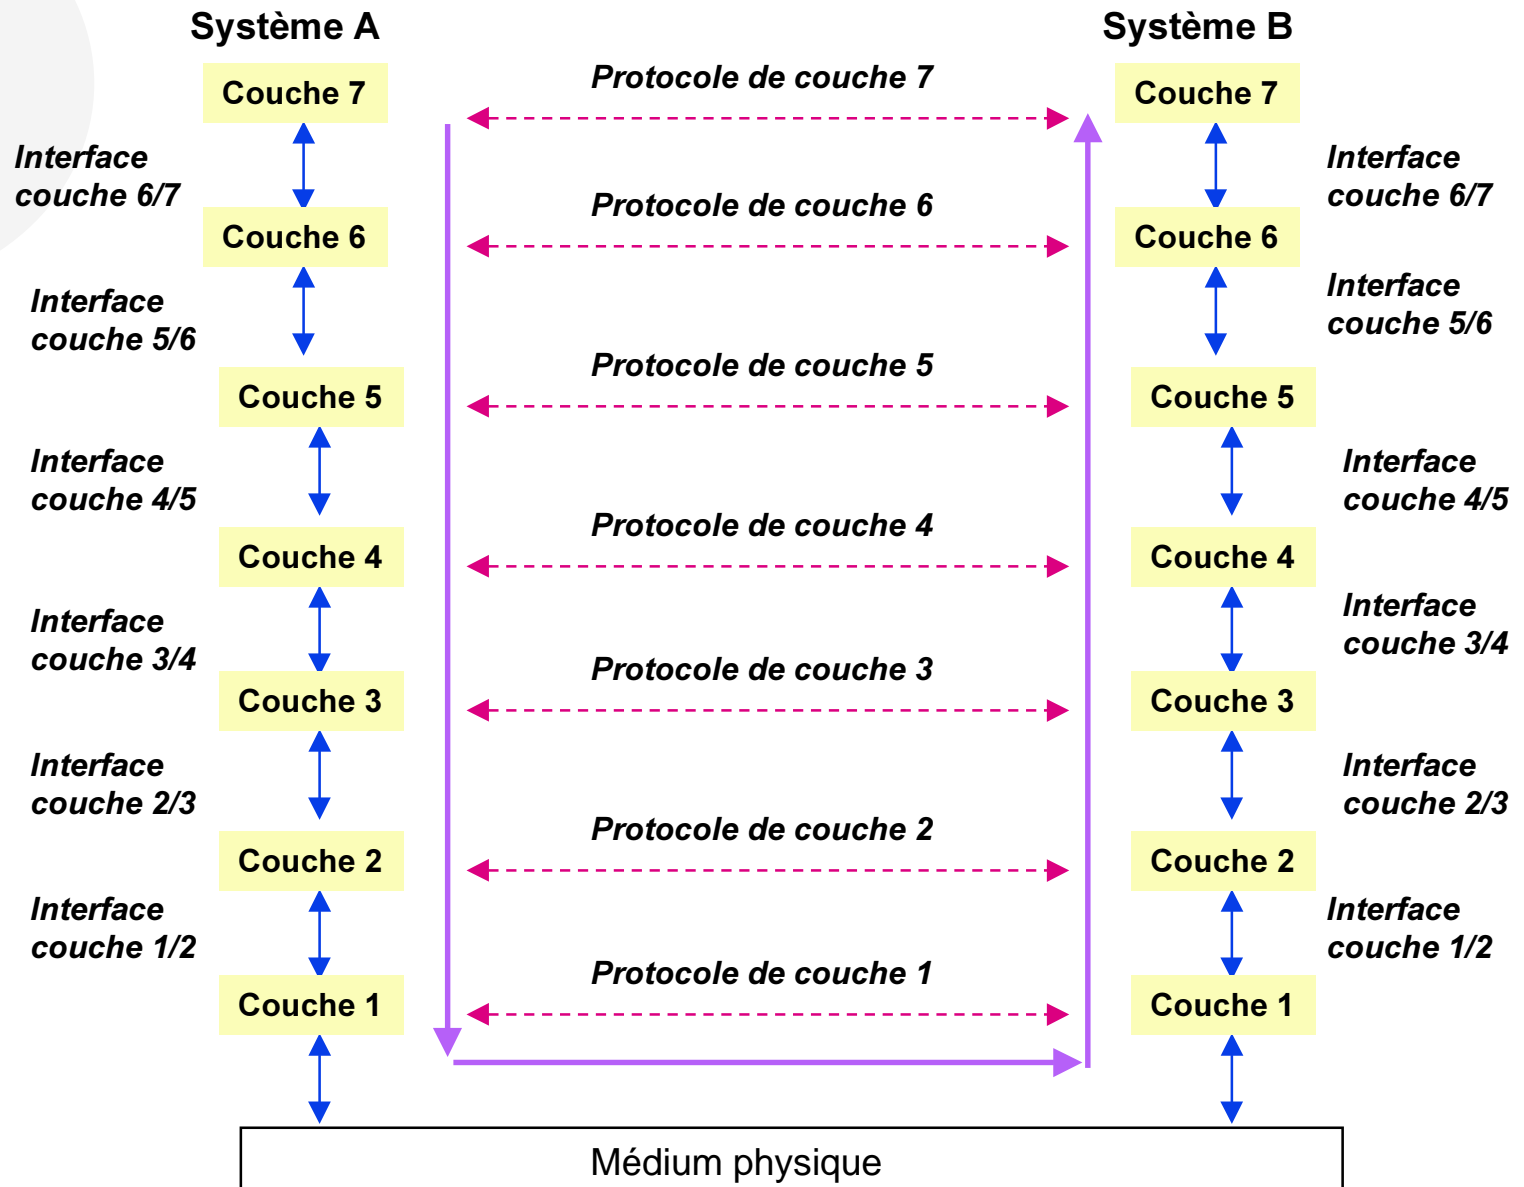 Système A
Système B
Couche 7
Protocole de couche 7
Couche 7
Interface
couche 6/7
Interface
couche 6/7
Couche 6
Protocole de couche 6
Couche 6
Interface
couche 5/6
Interface
couche 5/6
Couche 5
Protocole de couche 5
Couche 5
Interface
couche 4/5
Interface
couche 4/5
Couche 4
Protocole de couche 4
Couche 4
Interface
couche 3/4
Interface
couche 3/4
Couche 3
Protocole de couche 3
Couche 3
Interface
couche 2/3
Interface
couche 2/3
Couche 2
Protocole de couche 2
Couche 2
Interface
couche 1/2
Interface
couche 1/2
Couche 1
Protocole de couche 1
Couche 1
Médium physique